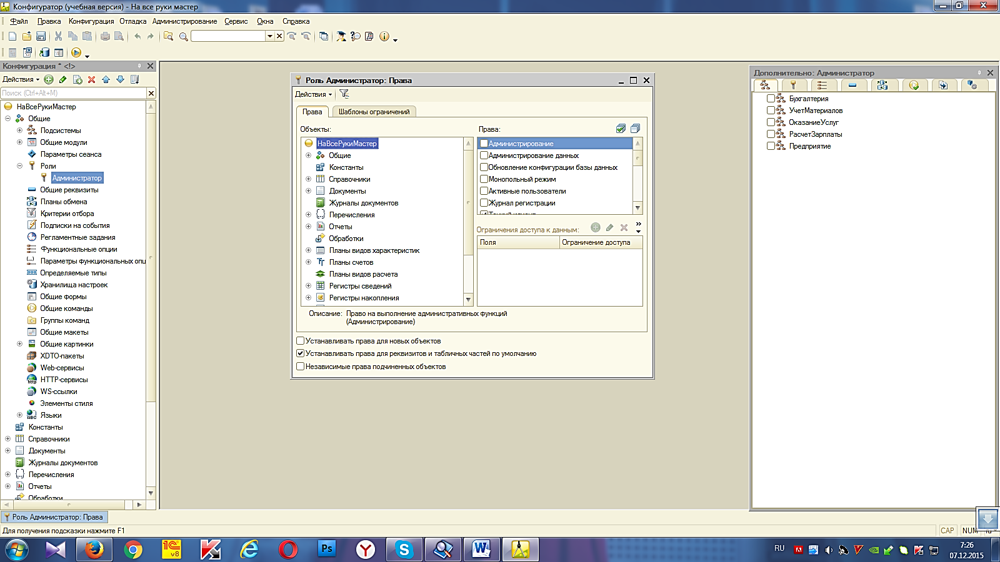 Конфигуратор (учебная версия) - На все руки мастер
Файл Правка Конфигурация Отладка Администрирование Сервис Окна Справка
Конфигурация * <!>
Действия
Поиск (Ctrl+Alt+M)
НаВсеРукиМастер
Общие
Подсистемы
Общие модули
Параметры сеанса
Роли
Администратор
Общие реквизиты
Планы обмена
Критерии отбора
Подписки на события
Регламентные задания
Функциональные опции
Параметры функциональных опц
Определяемые типы
Хранилища настроек
Общие формы
Общие команды
Группы команд
Общие макеты
Общие картинки
XDTO-пакеты
Web-сервисы
HTTP-сервисы
WS-ссылки
Элементы стиля
Языки
Константы
Справочники
Документы
Журналы документов
Перечисления
Отчеты
Обработки
Роль Администратор: Права
Действия
Права Шаблоны ограничений
Объекты:
НаВсеРукиМастер
Общие
Константы
Справочники
Документы
Журналы документов
Перечисления
Отчеты
Обработки
Планы видов характеристик
Планы счетов
Планы видов расчета
Регистры сведений
Регистры накопления
Права:
Администрирование
Администрирование данных
Обновление конфигурации базы данных
Монопольный режим
Активные пользователи
Журнал регистрации
Тонкий клиент
Ограничения доступа к данным:
Поля Ограничение доступа
Описание: Право на выполнение административных функций
(Администрирование)
Устанавливать права для новых объектов
Устанавливать права для реквизитов и табличных частей по умолчанию
Независимые права подчиненных объектов
Дополнительно: Администратор
Бухгалтерия
УчетМатериалов
ОказаниеУслуг
РасчетЗарплаты
Предприятие
Роль Администратор: Права
Для получения подсказки нажмите F1
CAP NUM
RU
7:26
07.12.2015